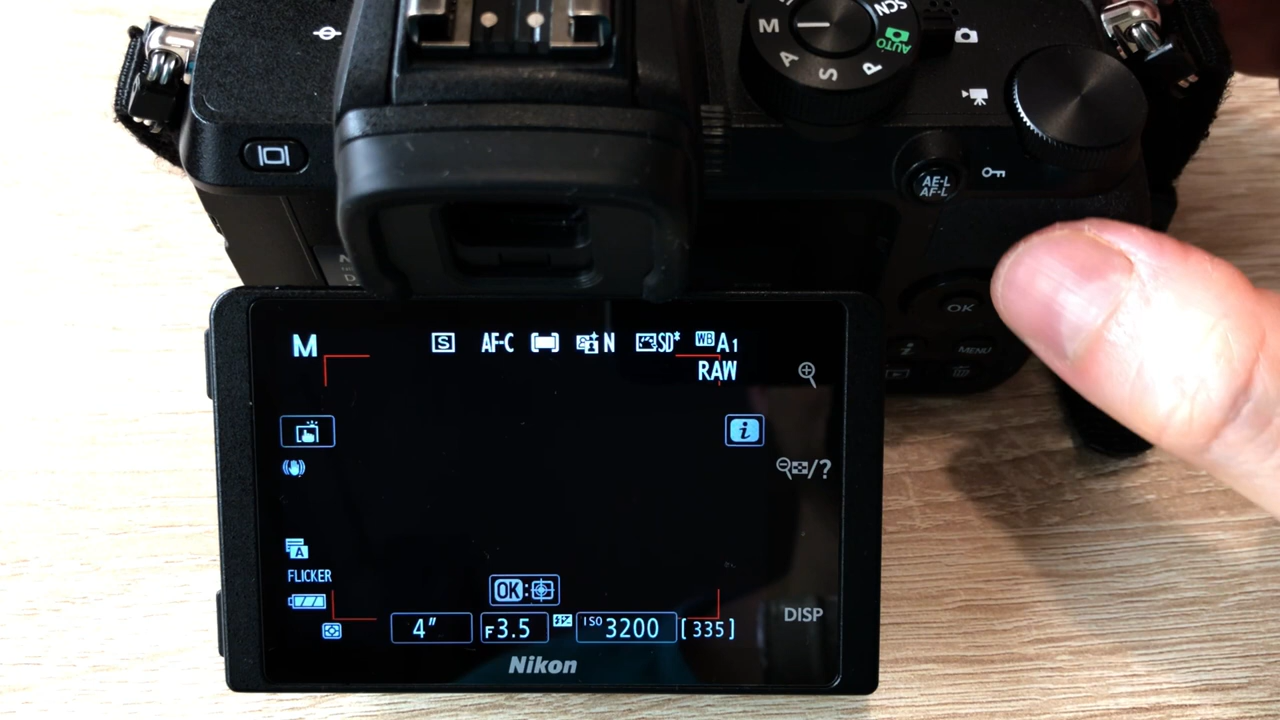 M
SCN
AUTO
A
S
P
AE-L
AF-L
OK
MENU
M
S
AF-C
N
SD*
WB A1
RAW
i
/?
A
FLICKER
OK:
4"
F3.5
ISO 3200
[335]
DISP
Nikon